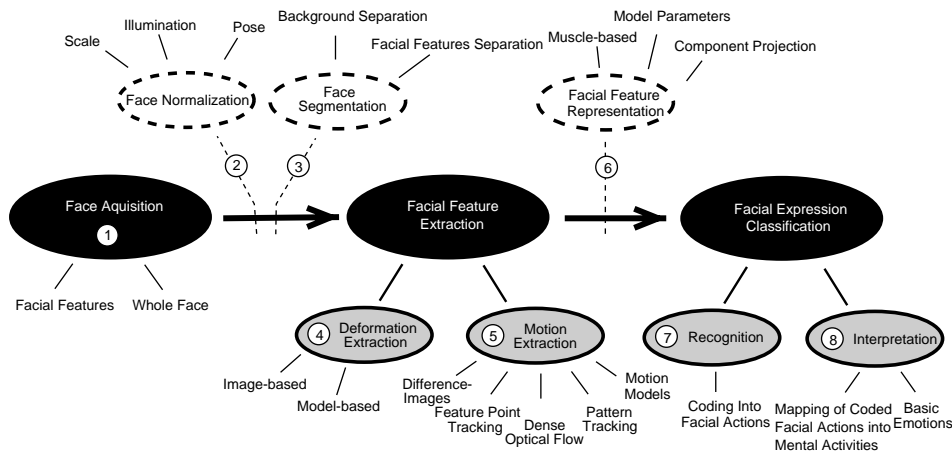 Background Separation
Model Parameters
Illumination
Scale
Pose
Facial Features Separation
Muscle-based
Component Projection
Face Normalization
Face
Segmentation
Facial Feature
Representation
2
3
6
Face Aquisition
1
Facial Feature
Extraction
Facial Expression
Classification
Facial Features
Whole Face
4
Deformation
Extraction
5
Motion
Extraction
7
Recognition
8
Interpretation
Image-based
Model-based
Difference-
Images
Feature Point
Tracking
Dense
Optical Flow
Pattern
Tracking
Motion
Models
Coding Into
Facial Actions
Mapping of Coded
Facial Actions into
Mental Activities
Basic
Emotions